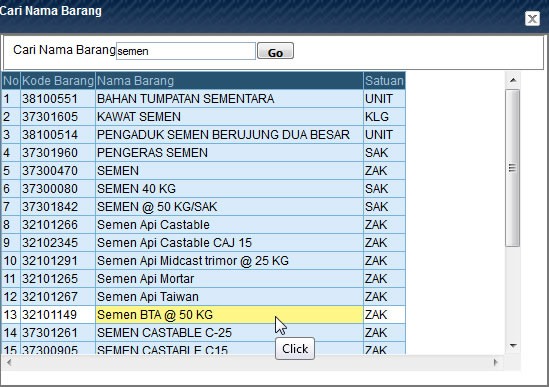 Cari Nama Barang
Cari Nama Barang semen Go
No Kode Barang Nama Barang Satuan
1 38100551 BAHAN TUMPATAN SEMENTARA UNIT
2 37301605 KAWAT SEMEN KLG
3 38100514 PENGADUK SEMEN BERUJUNG DUA BESAR UNIT
4 37301960 PENGERAS SEMEN SAK
5 37300470 SEMEN ZAK
6 37300080 SEMEN 40 KG SAK
7 37301842 SEMEN @ 50 KG/SAK SAK
8 32101266 Semen Api Castable ZAK
9 32102345 Semen Api Castable CAJ 15 ZAK
10 32101291 Semen Api Midcast trimor @ 25 KG ZAK
11 32101265 Semen Api Mortar ZAK
12 32101267 Semen Api Taiwan ZAK
13 32101149 Semen BTA @ 50 KG ZAK
14 37301261 SEMEN CASTABLE C-25 ZAK
Click
15 37300905 SEMEN CASTABLE C15 ZAK